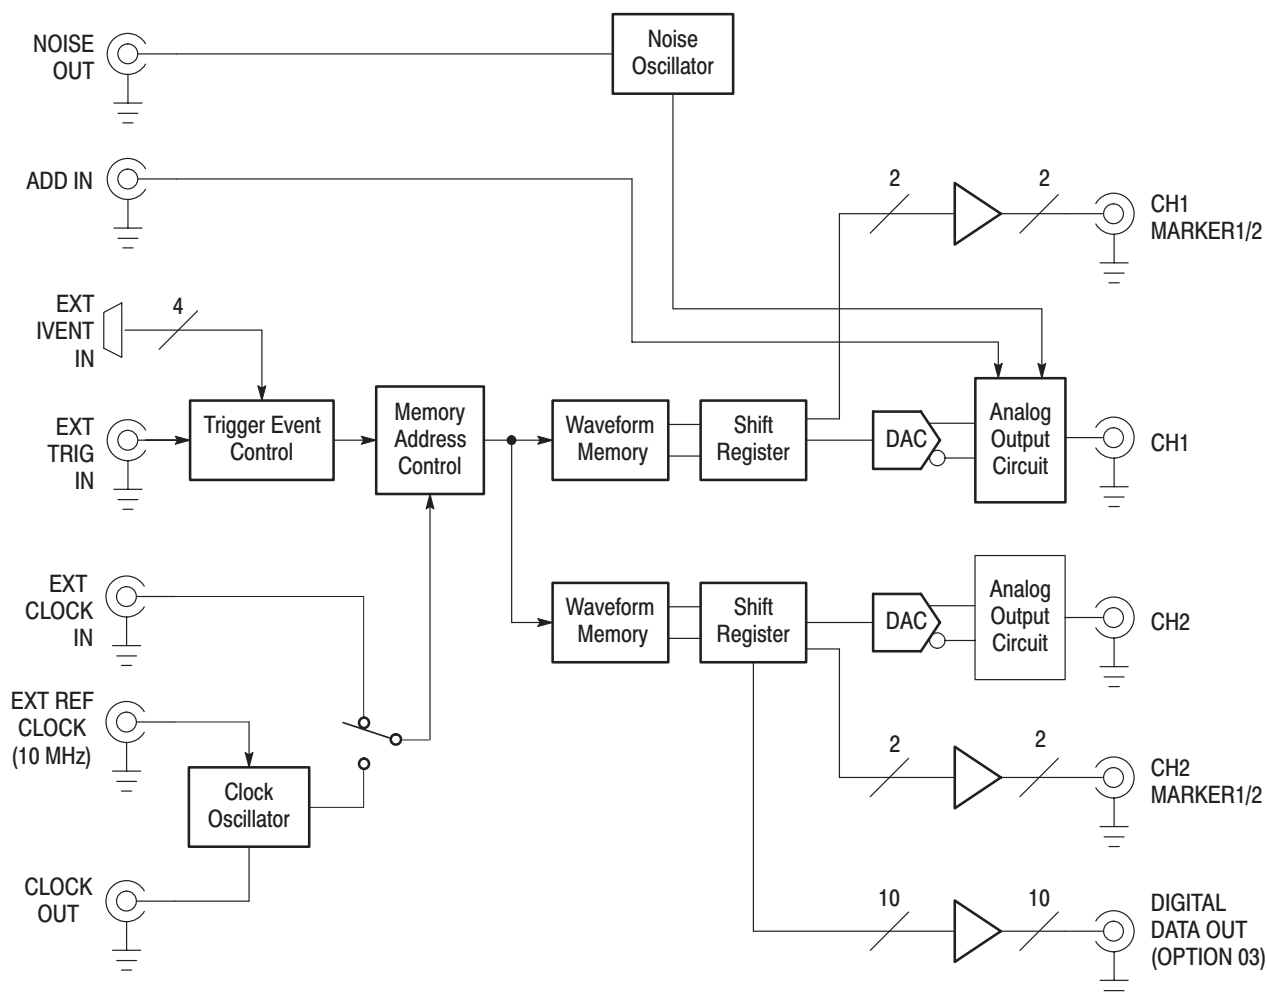 NOISE
OUT
Noise
Oscillator
ADD IN
2
2
CH1
MARKER1/2
EXT
IVENT
IN
4
EXT
TRIG
IN
Trigger Event
Control
Memory
Address
Control
Waveform
Memory
Shift
Register
DAC
Analog
Output
Circuit
CH1
EXT
CLOCK
IN
Waveform
Memory
Shift
Register
DAC
Analog
Output
Circuit
CH2
EXT REF
CLOCK
(10 MHz)
Clock
Oscillator
2
2
CH2
MARKER1/2
CLOCK
OUT
10
10
DIGITAL
DATA OUT
(OPTION 03)